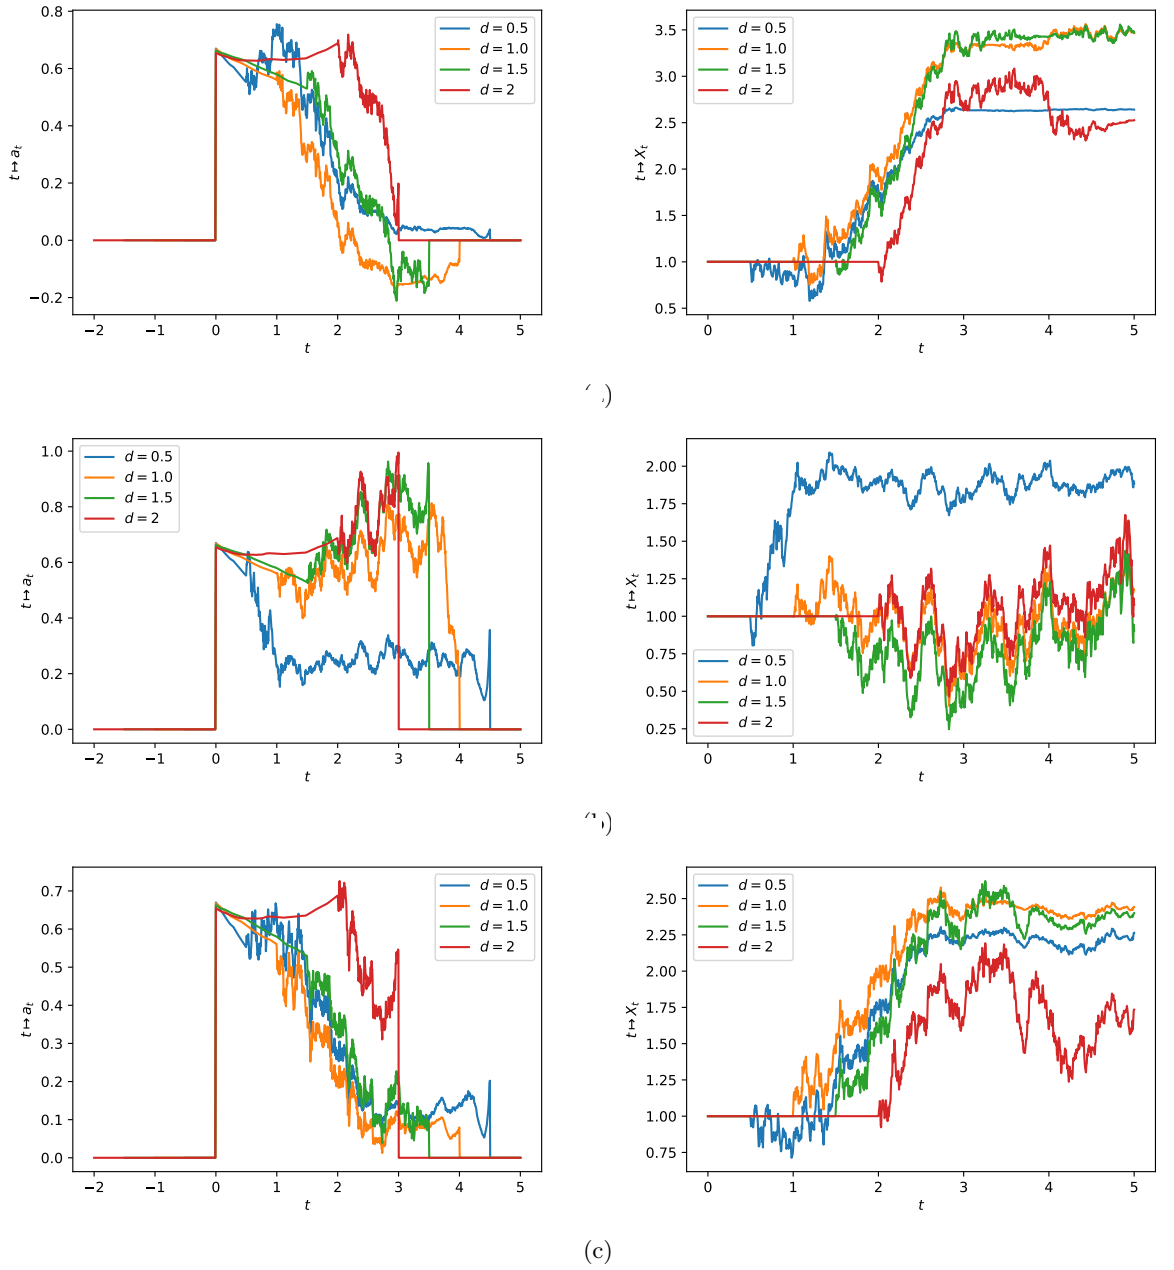 0.8
0.6
0.4
0.2
0.0
−0.2
−2 −1 0 1 2 3 4 5
t
t ↦ a_t
d = 0.5
d = 1.0
d = 1.5
d = 2
3.5
3.0
2.5
2.0
1.5
1.0
0.5
0 1 2 3 4 5
t
t ↦ X_t
d = 0.5
d = 1.0
d = 1.5
d = 2
1.0
0.8
0.6
0.4
0.2
0.0
−2 −1 0 1 2 3 4 5
t
t ↦ a_t
d = 0.5
d = 1.0
d = 1.5
d = 2
2.00
1.75
1.50
1.25
1.00
0.75
0.50
0.25
0 1 2 3 4 5
t
t ↦ X_t
d = 0.5
d = 1.0
d = 1.5
d = 2
0.7
0.6
0.5
0.4
0.3
0.2
0.1
0.0
−2 −1 0 1 2 3 4 5
t
t ↦ a_t
d = 0.5
d = 1.0
d = 1.5
d = 2
2.50
2.25
2.00
1.75
1.50
1.25
1.00
0.75
0 1 2 3 4 5
t
t ↦ X_t
d = 0.5
d = 1.0
d = 1.5
d = 2
(c)